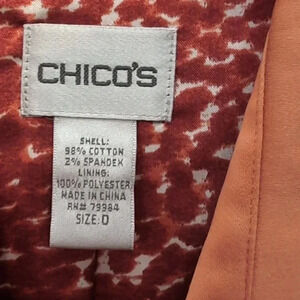 CHICO'S
SHELL:
98% COTTON
2% SPANDEX
LINING:
100% POLYESTER
MADE IN CHINA
RN# 79984
SIZE: 0